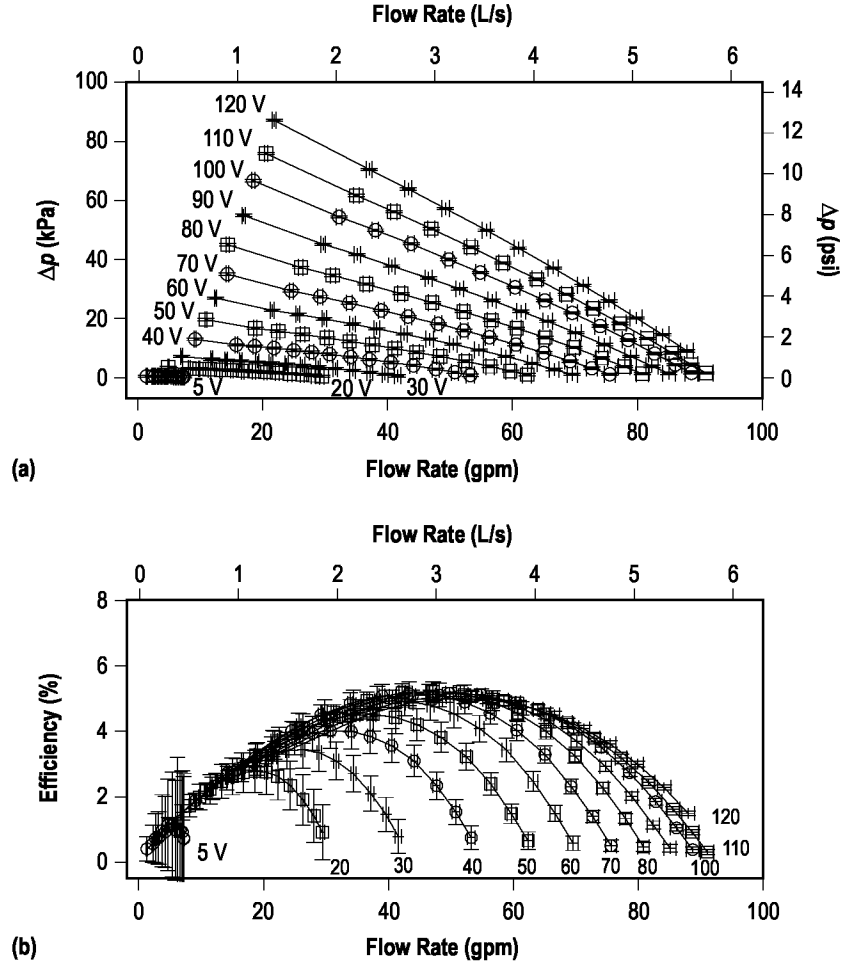 Flow Rate (L/s)
0 1 2 3 4 5 6
100 14
120 V
80 110 V 12
100 V 10
60 90 V 8
80 V
Δp (kPa) Δp (psi)
40 70 V 6
60 V 4
20 50 V 2
40 V
0 5 V 20 V 30 V 0
0 20 40 60 80 100
(a) Flow Rate (gpm)
Flow Rate (L/s)
0 1 2 3 4 5 6
8
6
Efficiency (%)
4
2
120
0 5 V 20 30 40 50 60 70 80 100 110
0 20 40 60 80 100
(b) Flow Rate (gpm)